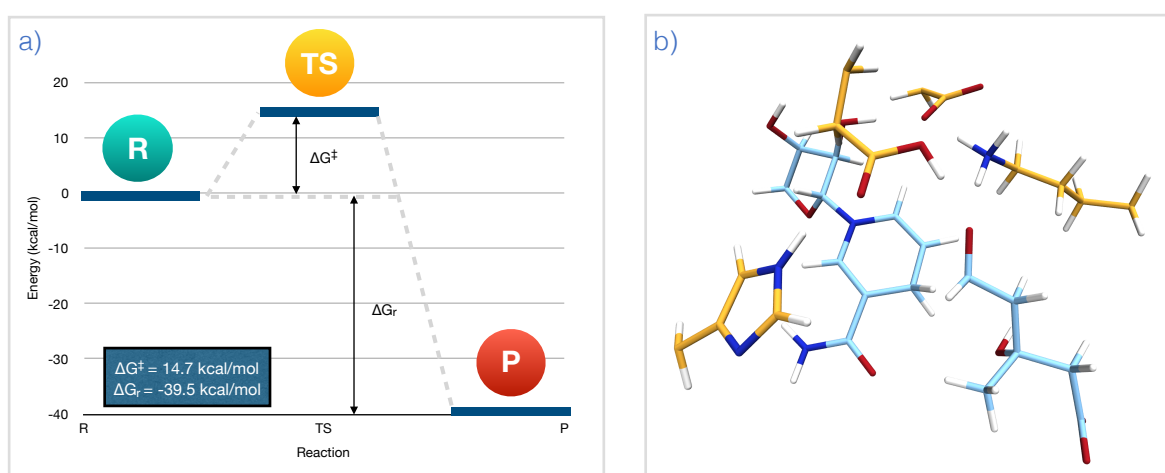 a)
b)
TS
R
P
Energy (kcal/mol)
20
10
0
-10
-20
-30
-40
ΔG‡
ΔGr
ΔG‡ = 14.7 kcal/mol
ΔGr = -39.5 kcal/mol
R
TS
P
Reaction